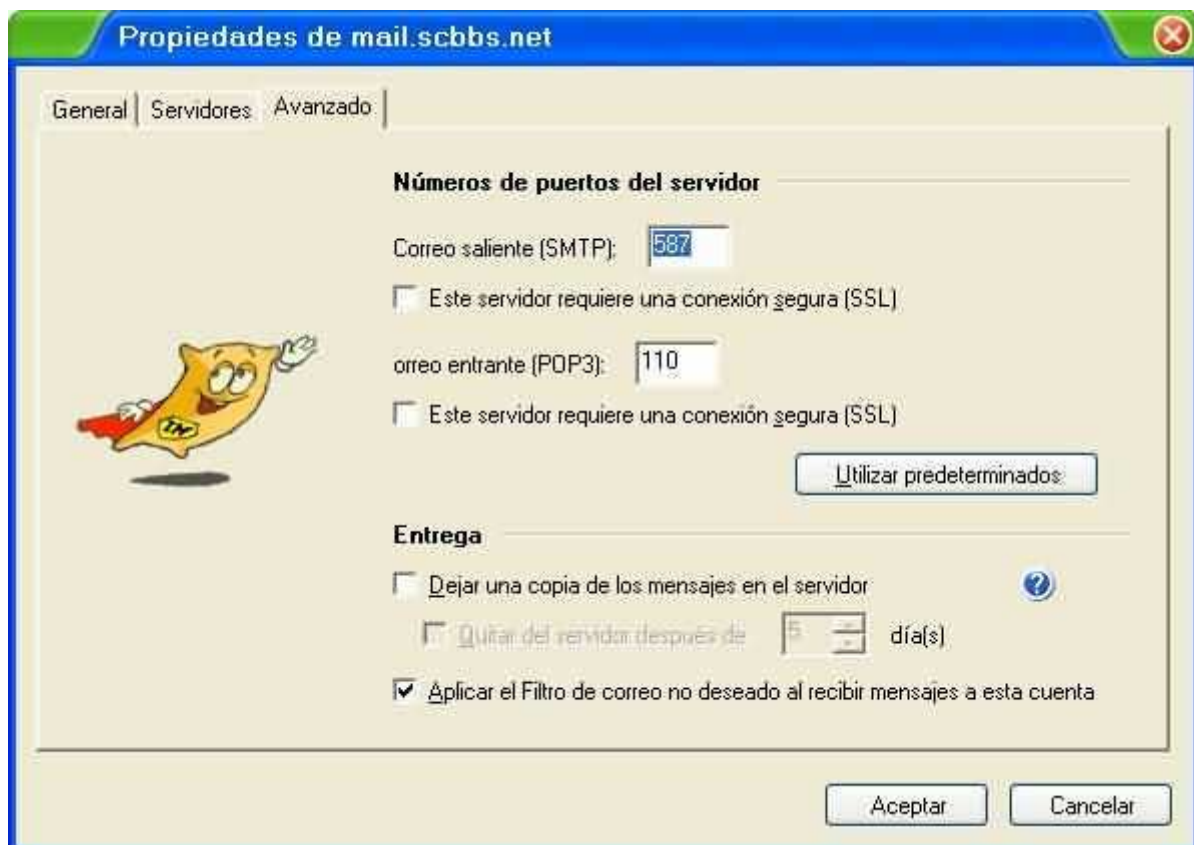 Propiedades de mail.scbbs.net
General Servidores Avanzado
Números de puertos del servidor
Correo saliente (SMTP): 587
Este servidor requiere una conexión segura (SSL)
orreo entrante (POP3): 110
Este servidor requiere una conexión segura (SSL)
Utilizar predeterminados
Entrega
Dejar una copia de los mensajes en el servidor
Quitar del servidor después de 5 día(s)
Aplicar el Filtro de correo no deseado al recibir mensajes a esta cuenta
Aceptar Cancelar